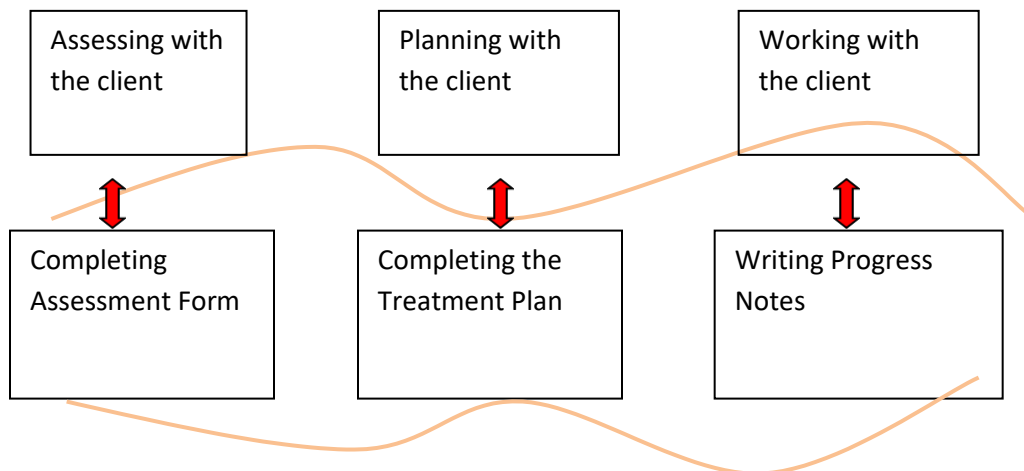 Assessing with
the client
Planning with
the client
Working with
the client
Completing
Assessment Form
Completing the
Treatment Plan
Writing Progress
Notes